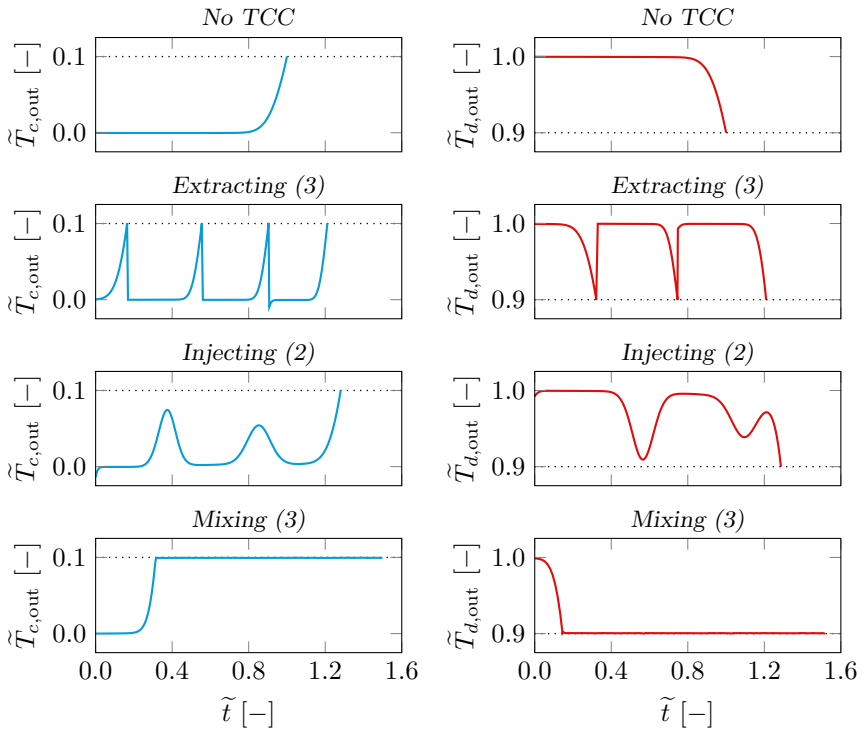 No TCC
T̃c,out [−]
0.1
0.0
No TCC
T̃d,out [−]
1.0
0.9
Extracting (3)
T̃c,out [−]
0.1
0.0
Extracting (3)
T̃d,out [−]
1.0
0.9
Injecting (2)
T̃c,out [−]
0.1
0.0
Injecting (2)
T̃d,out [−]
1.0
0.9
Mixing (3)
T̃c,out [−]
0.1
0.0
0.0 0.4 0.8 1.2 1.6
t̃ [−]
Mixing (3)
T̃d,out [−]
1.0
0.9
0.0 0.4 0.8 1.2 1.6
t̃ [−]